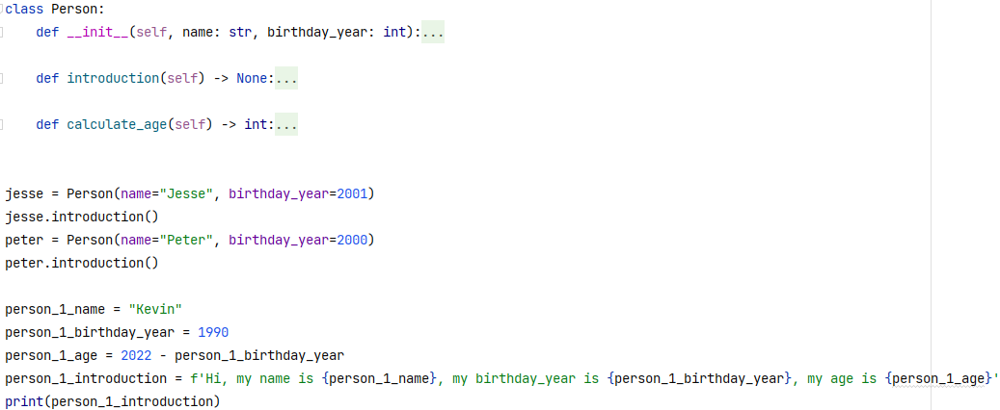 class Person:
    def __init__(self, name: str, birthday_year: int):...
    def introduction(self) -> None:...
    def calculate_age(self) -> int:...
jesse = Person(name="Jesse", birthday_year=2001)
jesse.introduction()
peter = Person(name="Peter", birthday_year=2000)
peter.introduction()
person_1_name = "Kevin"
person_1_birthday_year = 1990
person_1_age = 2022 - person_1_birthday_year
person_1_introduction = f'Hi, my name is {person_1_name}, my birthday_year is {person_1_birthday_year}, my age is {person_1_age}'
print(person_1_introduction)